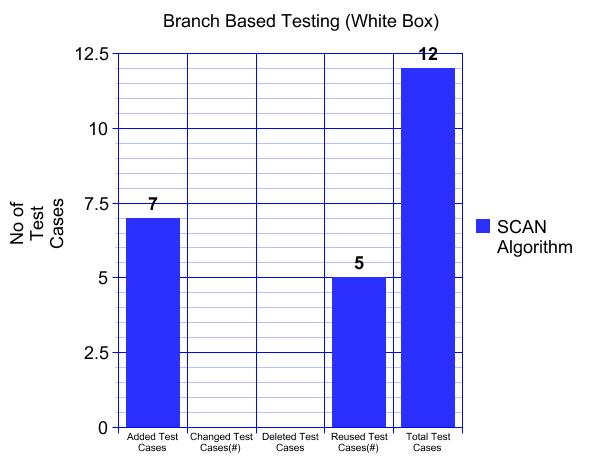 Branch Based Testing (White Box)
12.5
10
7.5
5
2.5
0
No of
Test
Cases
7
5
12
Added Test
Cases
Changed Test
Cases(#)
Deleted Test
Cases
Reused Test
Cases(#)
Total Test
Cases
SCAN
Algorithm